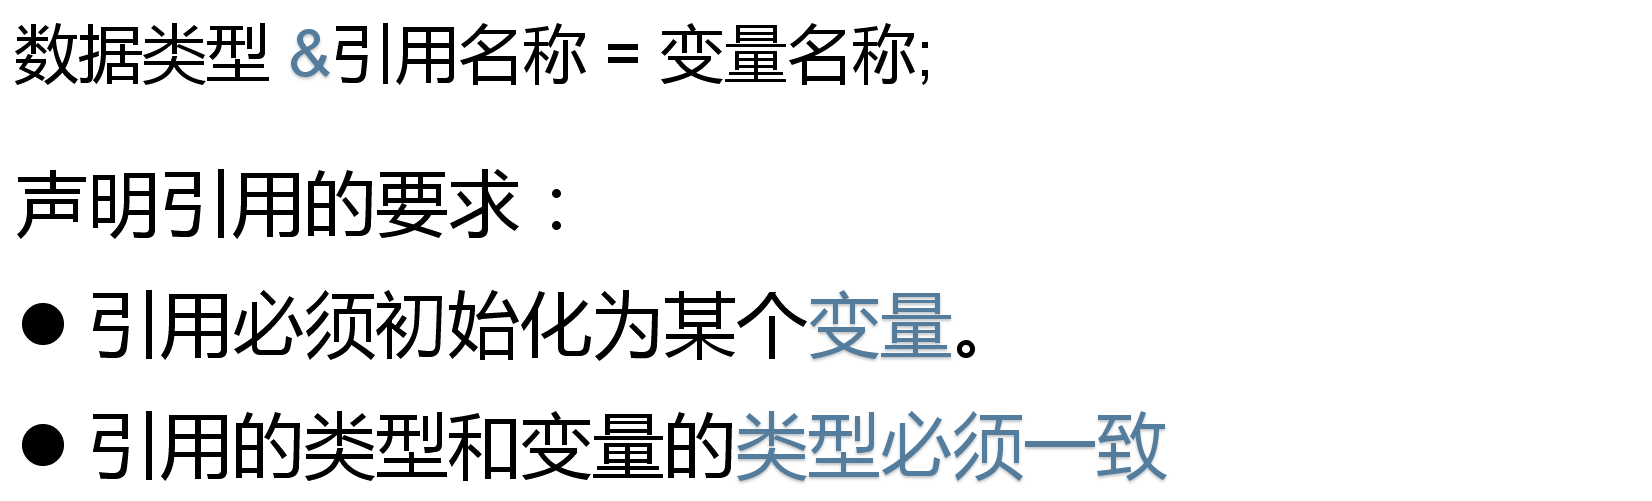 数据类型 &引用名称 = 变量名称;
声明引用的要求：
● 引用必须初始化为某个变量。
● 引用的类型和变量的类型必须一致